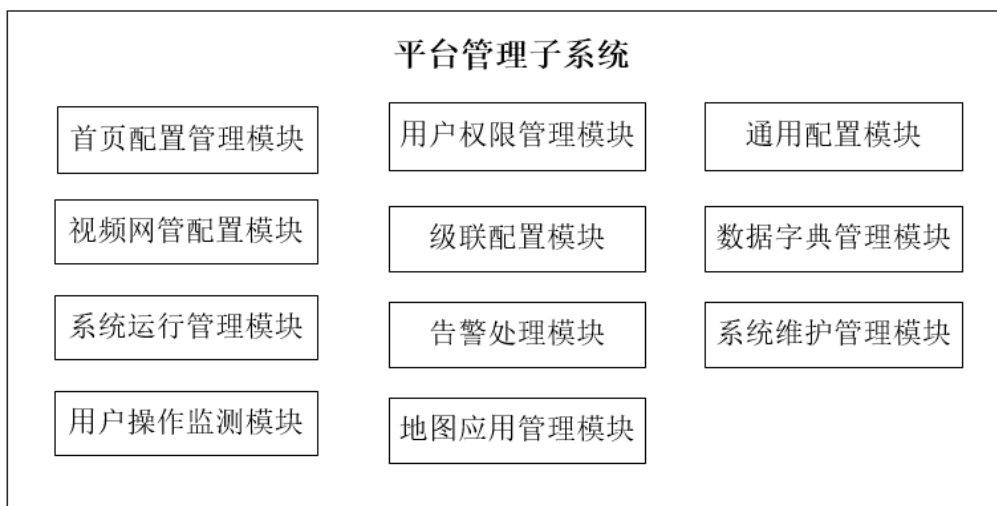 平台管理子系统
首页配置管理模块
用户权限管理模块
通用配置模块
视频网管配置模块
级联配置模块
数据字典管理模块
系统运行管理模块
告警处理模块
系统维护管理模块
用户操作监测模块
地图应用管理模块